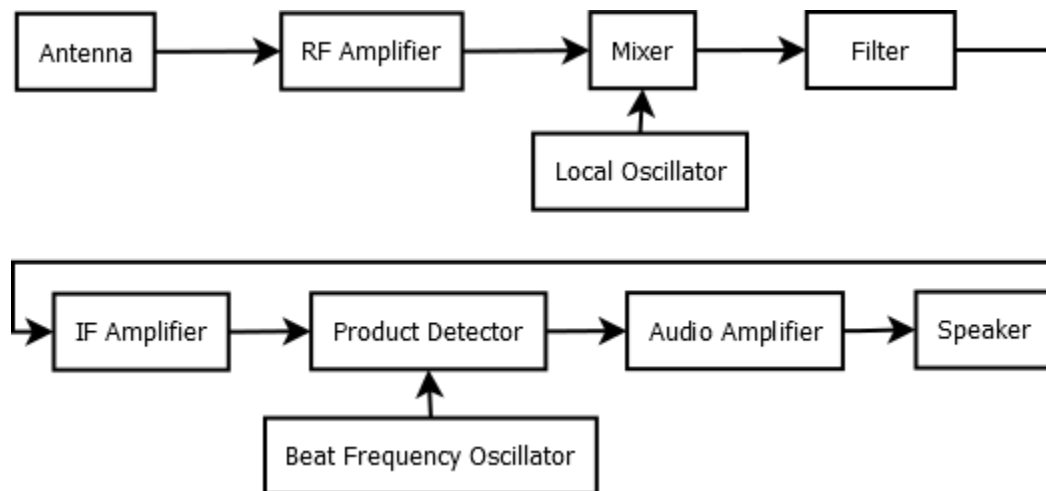 Antenna
RF Amplifier
Mixer
Filter
Local Oscillator
IF Amplifier
Product Detector
Audio Amplifier
Speaker
Beat Frequency Oscillator